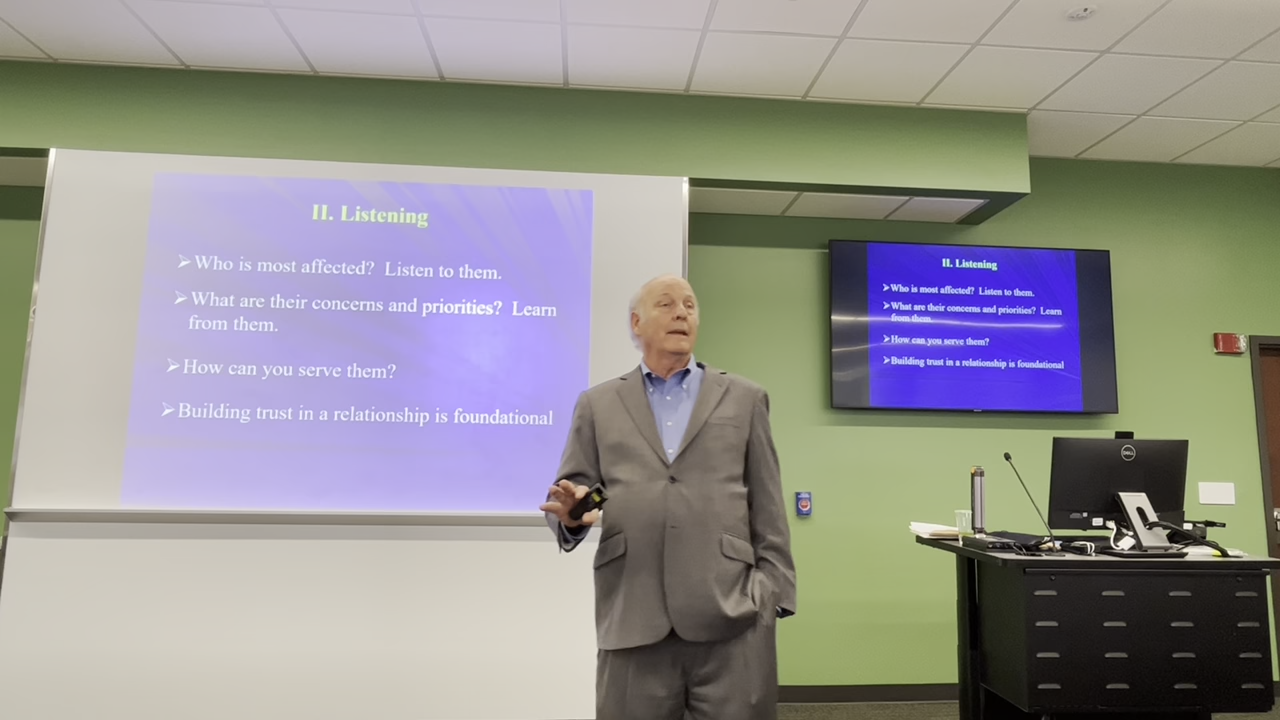 II. Listening
➢Who is most affected?  Listen to them.
➢What are their concerns and priorities?  Learn
from them.
➢How can you serve them?
➢Building trust in a relationship is foundational
II. Listening
➢Who is most affected?  Listen to them.
➢What are their concerns and priorities?  Learn
from them.
➢How can you serve them?
➢Building trust in a relationship is foundational
DELL